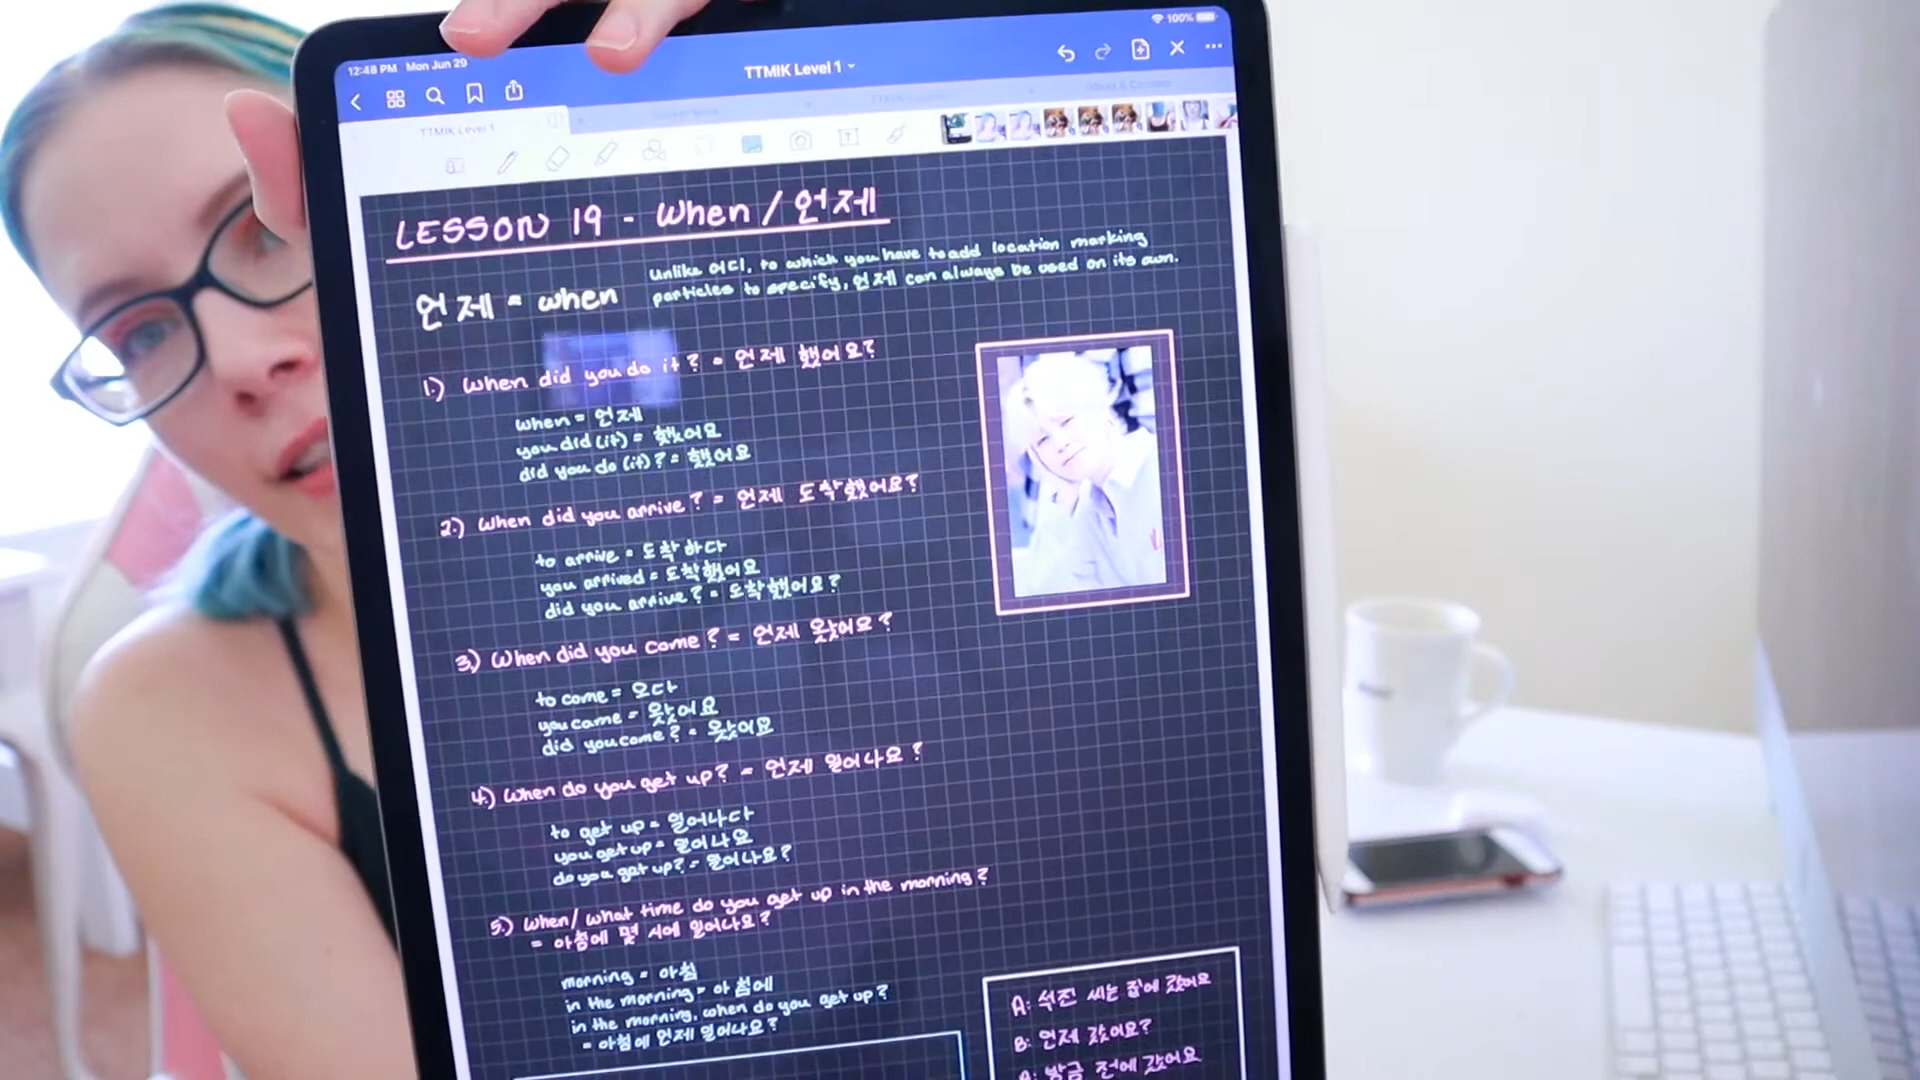 12:48 PM Mon Jun 29
100%
TTMIK Level 1
TTMIK Level 1
LESSON 19 - When / 언제
언제 = when
Unlike 어디, to which you have to add location marking
particles to specify, 언제 can always be used on its own.
1.) When did you do it? = 언제 했어요?
when = 언제
you did (it) = 했어요
did you do (it)? = 했어요
2.) When did you arrive? = 언제 도착했어요?
to arrive = 도착하다
you arrived = 도착했어요
did you arrive? = 도착했어요?
3.) When did you come? = 언제 왔어요?
to come = 오다
you came = 왔어요
did you come? = 왔어요
4.) When do you get up? = 언제 일어나요?
to get up = 일어나다
you get up = 일어나요
do you get up? = 일어나요?
5.) When / what time do you get up in the morning?
= 아침에 몇 시에 일어나요?
morning = 아침
in the morning = 아침에
in the morning, when do you get up?
= 아침에 언제 일어나요?
A: 석진 씨는 집에 갔어요
B: 언제 갔어요?
A: 방금 전에 갔어요